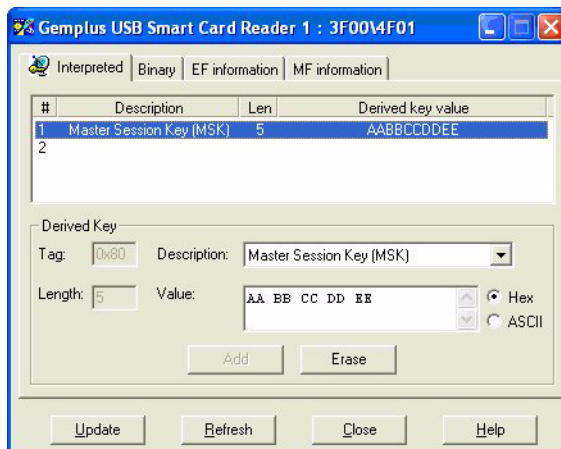 Gemplus USB Smart Card Reader 1 : 3F00\4F01
Interpreted Binary EF information MF information
# Description Len Derived key value
1 Master Session Key (MSK) 5 AABBCCDDEE
2
Derived Key
Tag: 0x80 Description: Master Session Key (MSK)
Length: 5 Value: AA BB CC DD EE Hex
ASCII
Add Erase
Update Refresh Close Help